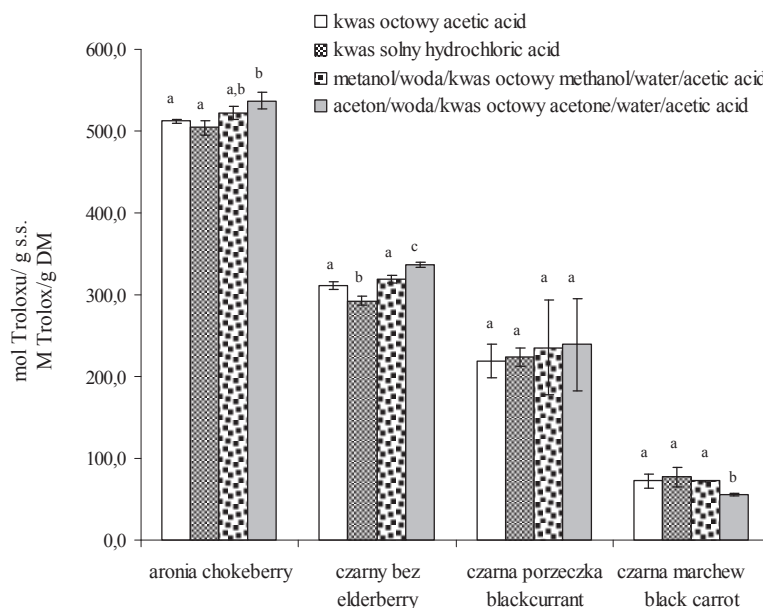 kwas octowy acetic acid
kwas solny hydrochloric acid
metanol/woda/kwas octowy methanol/water/acetic acid
aceton/woda/kwas octowy acetone/water/acetic acid
mol Troloxu/ g s.s.
M Trolox/g DM
600,0
500,0
400,0
300,0
200,0
100,0
0,0
a a a,b b
a b a c
a a a a
a a a b
aronia chokeberry
czarny bez
elderberry
czarna porzeczka
blackcurrant
czarna marchew
black carrot